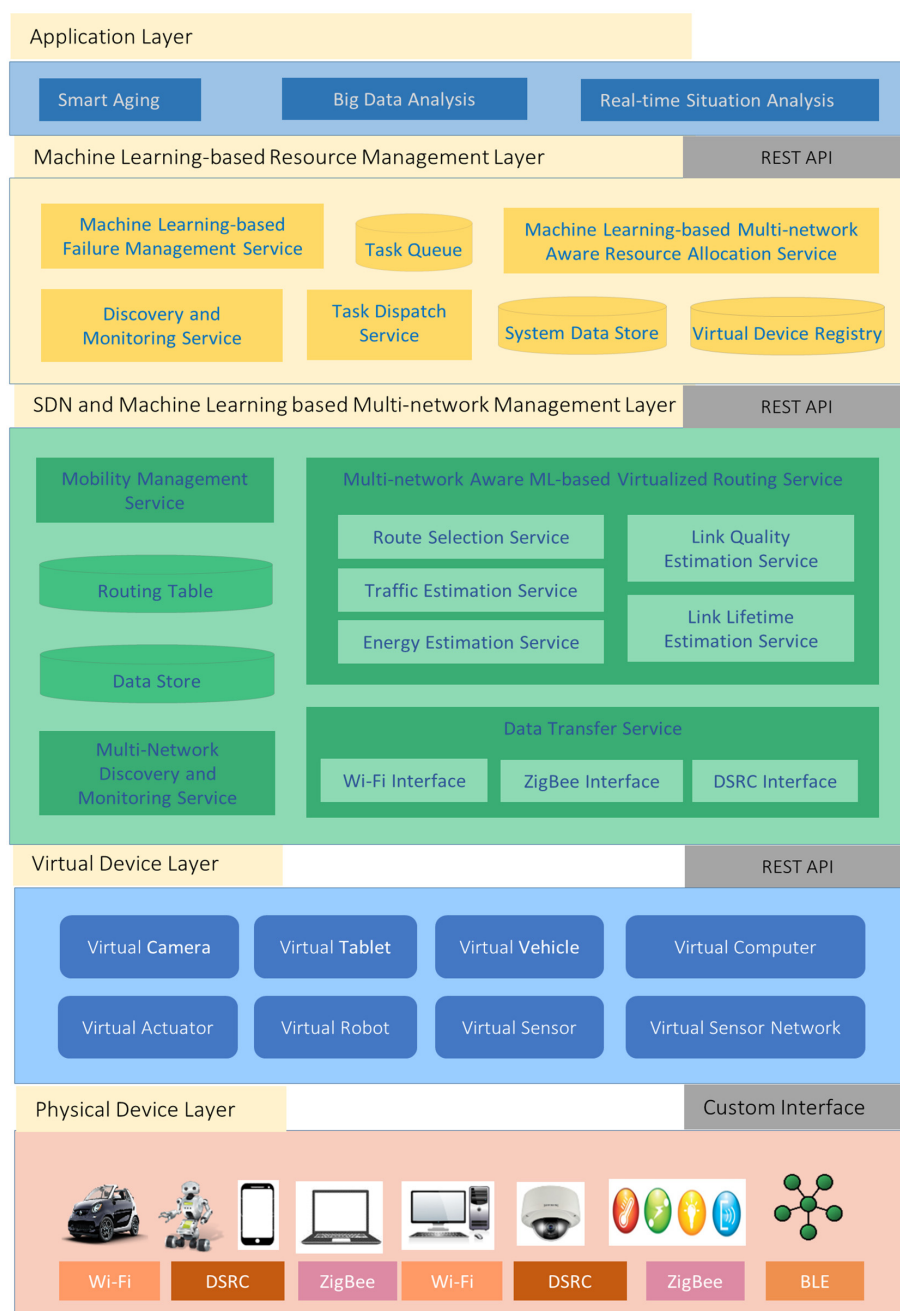 Application Layer
Smart Aging
Big Data Analysis
Real-time Situation Analysis
Machine Learning-based Resource Management Layer
REST API
Machine Learning-based
Failure Management Service
Task Queue
Machine Learning-based Multi-network
Aware Resource Allocation Service
Discovery and
Monitoring Service
Task Dispatch
Service
System Data Store
Virtual Device Registry
SDN and Machine Learning based Multi-network Management Layer
REST API
Mobility Management
Service
Routing Table
Data Store
Multi-Network
Discovery and
Monitoring Service
Multi-network Aware ML-based Virtualized Routing Service
Route Selection Service
Traffic Estimation Service
Energy Estimation Service
Link Quality
Estimation Service
Link Lifetime
Estimation Service
Data Transfer Service
Wi-Fi Interface
ZigBee Interface
DSRC Interface
Virtual Device Layer
REST API
Virtual Camera
Virtual Tablet
Virtual Vehicle
Virtual Computer
Virtual Actuator
Virtual Robot
Virtual Sensor
Virtual Sensor Network
Physical Device Layer
Custom Interface
Wi-Fi
DSRC
ZigBee
Wi-Fi
DSRC
ZigBee
BLE